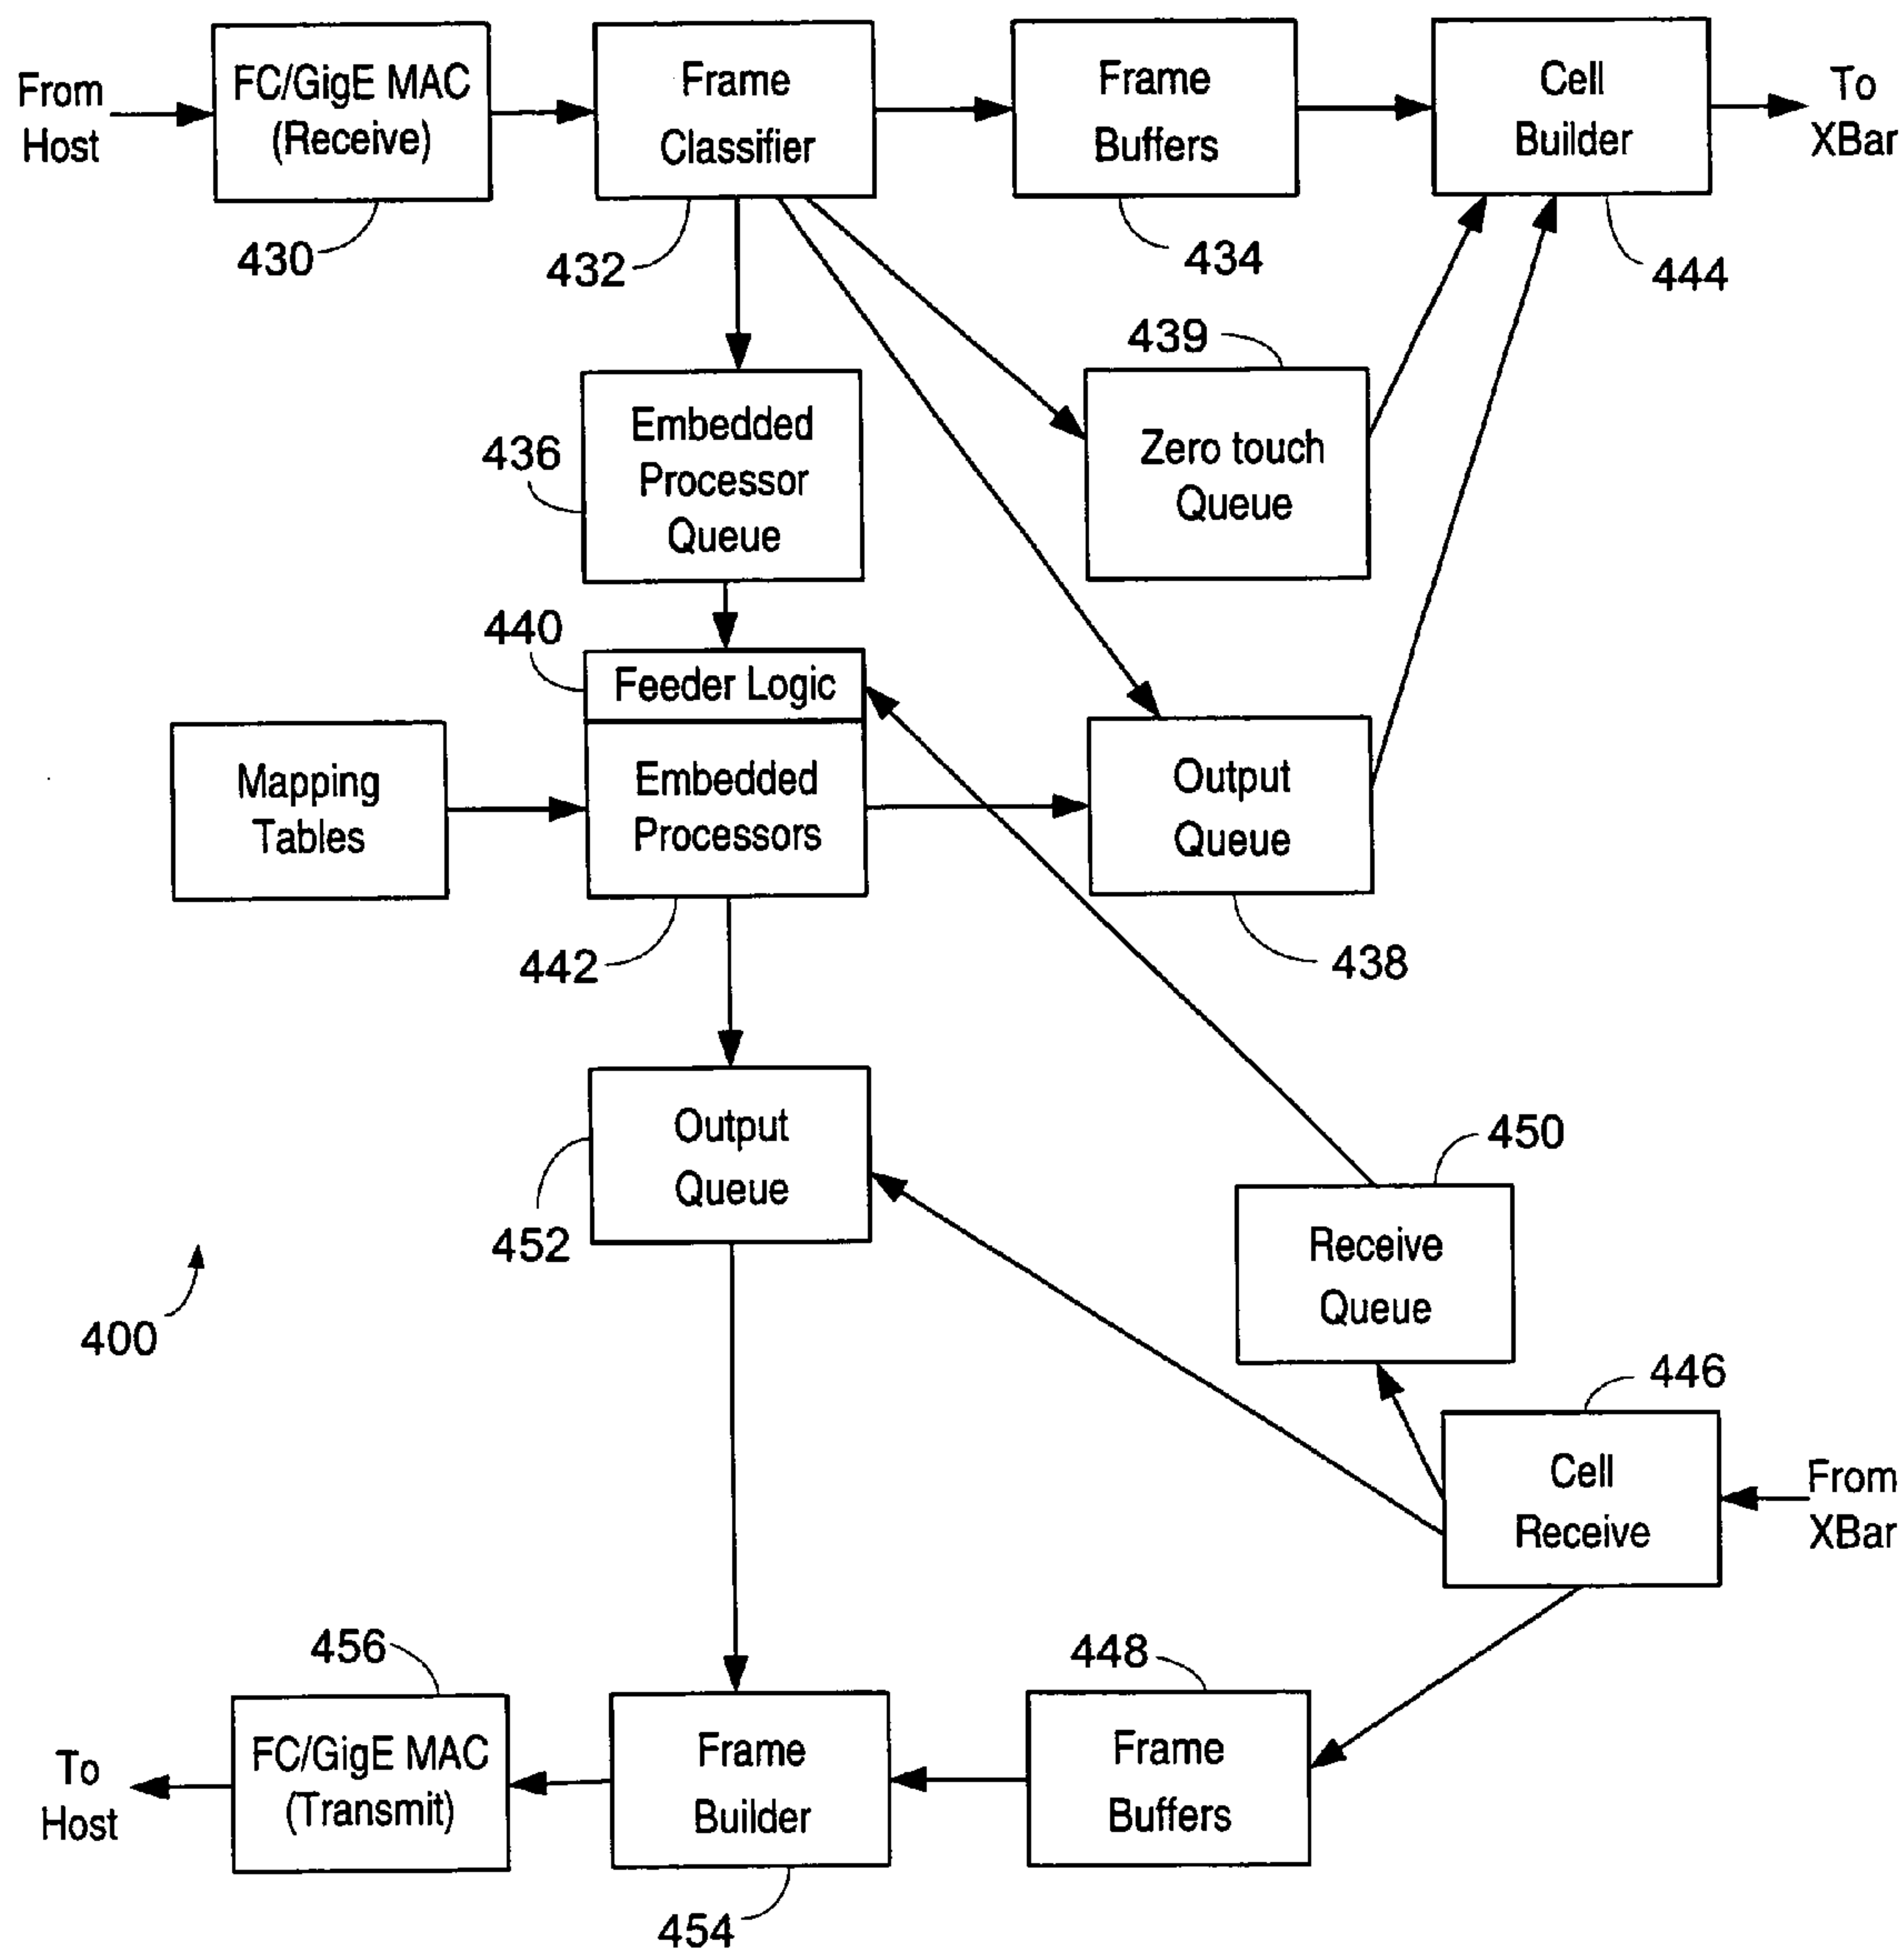 From
Host
FC/GigE MAC
(Receive)
430
Frame
Classifier
432
Frame
Buffers
434
Cell
Builder
444
To
XBar
439
Zero touch
Queue
436
Embedded
Processor
Queue
440
Feeder Logic
Mapping
Tables
Embedded
Processors
442
Output
Queue
438
Output
Queue
452
450
Receive
Queue
400
446
Cell
Receive
From
XBar
456
448
To
Host
FC/GigE MAC
(Transmit)
Frame
Builder
454
Frame
Buffers